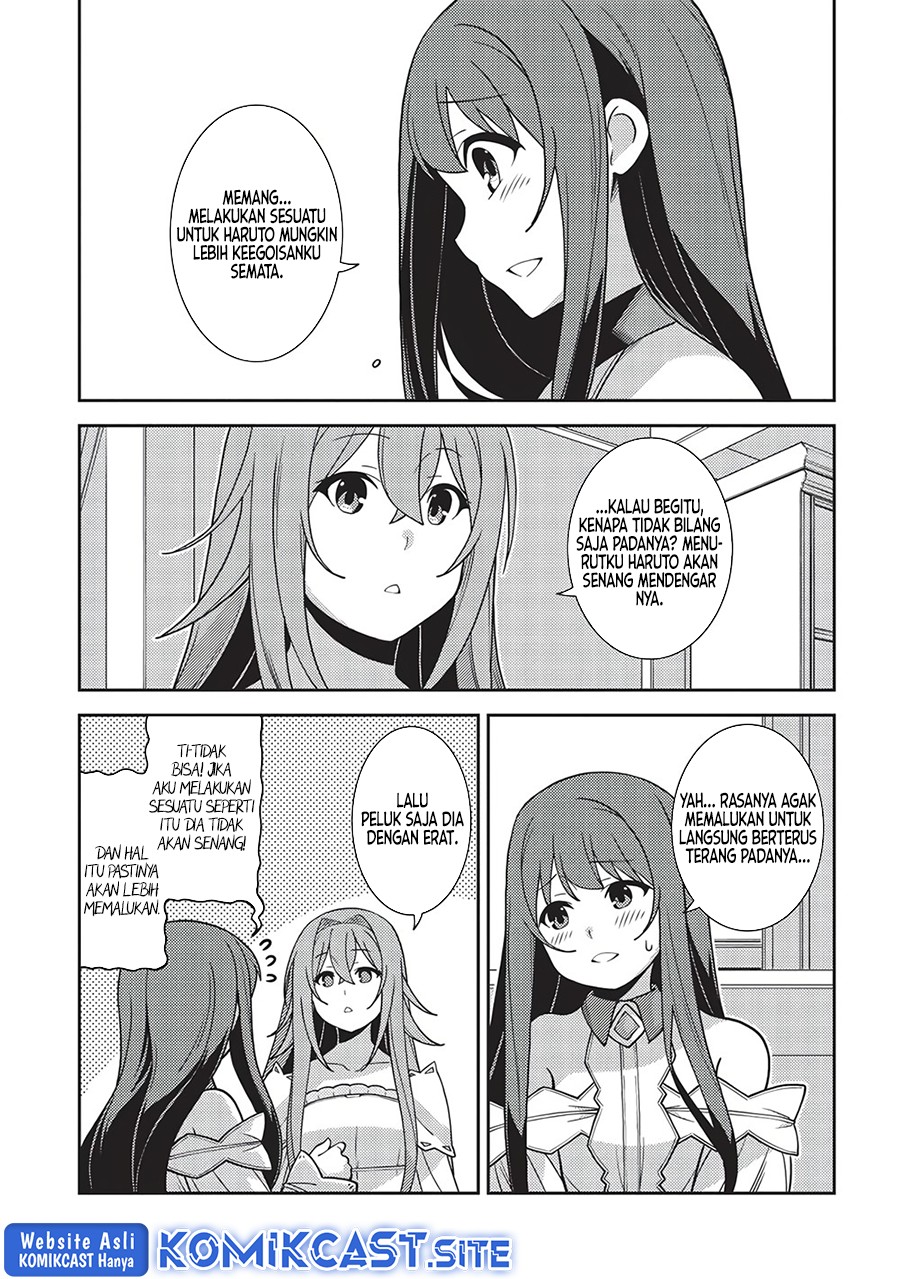 MEMANG...
MELAKUKAN SESUATU
UNTUK HARUTO MUNGKIN
LEBIH KEEGOISANKU
SEMATA.
...KALAU BEGITU,
KENAPA TIDAK BILANG
SAJA PADANYA? MENU-
RUTKU HARUTO AKAN
SENANG MENDENGAR
NYA.
YAH... RASANYA AGAK
MEMALUKAN UNTUK
LANGSUNG BERTERUS
TERANG PADANYA...
LALU
PELUK SAJA DIA
DENGAN ERAT.
TI-TIDAK
BISA! JIKA
AKU MELAKUKAN
SESUATU SEPERTI
ITU DIA TIDAK
AKAN SENANG!
DAN HAL
ITU PASTINYA
AKAN LEBIH
MEMALUKAN.
Website Asli
KOMIKCAST Hanya
KOMIKCAST.SITE